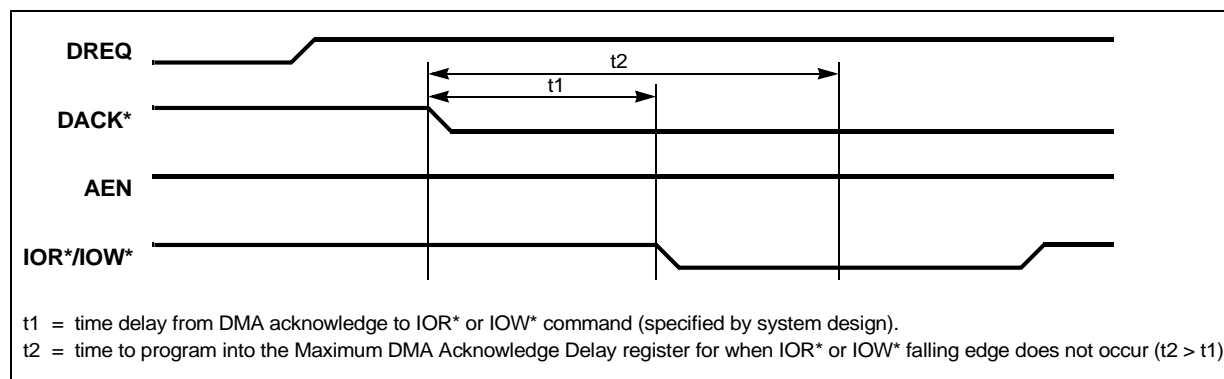 DREQ
t2
t1
DACK*
AEN
IOR*/IOW*
t1 = time delay from DMA acknowledge to IOR* or IOW* command (specified by system design).
t2 = time to program into the Maximum DMA Acknowledge Delay register for when IOR* or IOW* falling edge does not occur (t2 > t1)